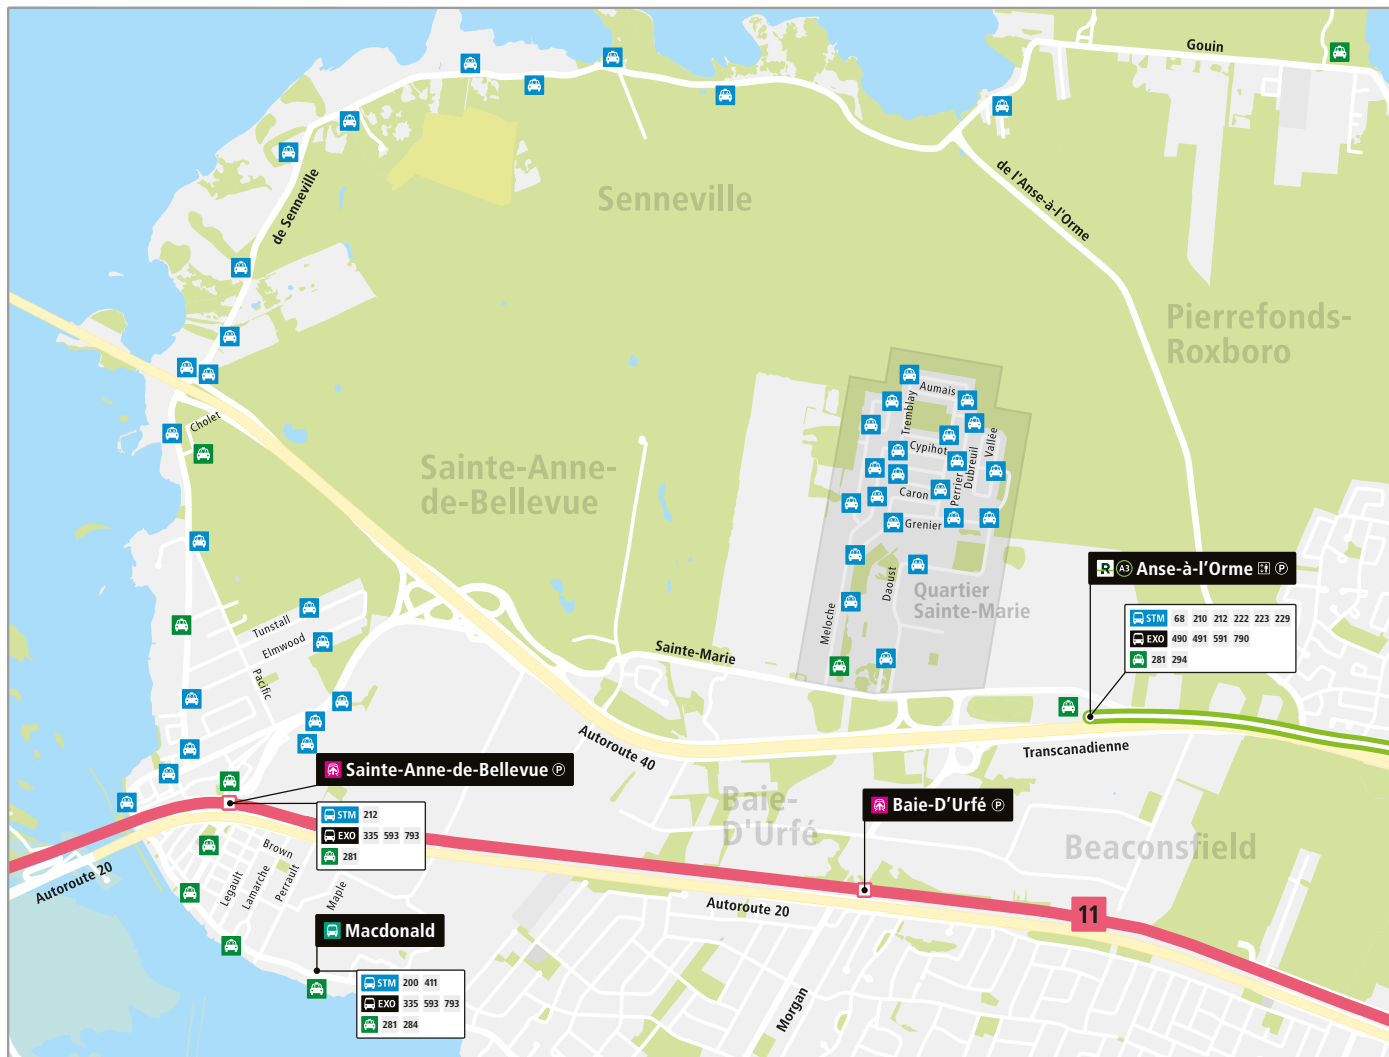 Gouin
de Senneville
Senneville
de l'Anse-à-l'Orme
Pierrefonds-
Roxboro
Aumais
Tremblay
Cholet
Cypihot
Vallée
Dubreuil
Perrier
Sainte-Anne-
de-Bellevue
Caron
Grenier
R A3 Anse-à-l'Orme P
Daoust
Quartier
Sainte-Marie
STM 68 210 212 222 223 229
EXO 490 491 591 790
281 294
Meloche
Tunstall
Elmwood
Pacific
Sainte-Marie
Autoroute 40
Transcanadienne
Sainte-Anne-de-Bellevue P
Baie-
D'Urfé
Baie-D'Urfé P
STM 212
EXO 335 593 793
281
Beaconsfield
Autoroute 20
Brown
Legault
Lamarche
Perrault
Maple
Autoroute 20
11
Macdonald
STM 200 411
EXO 335 593 793
281 284
Morgan